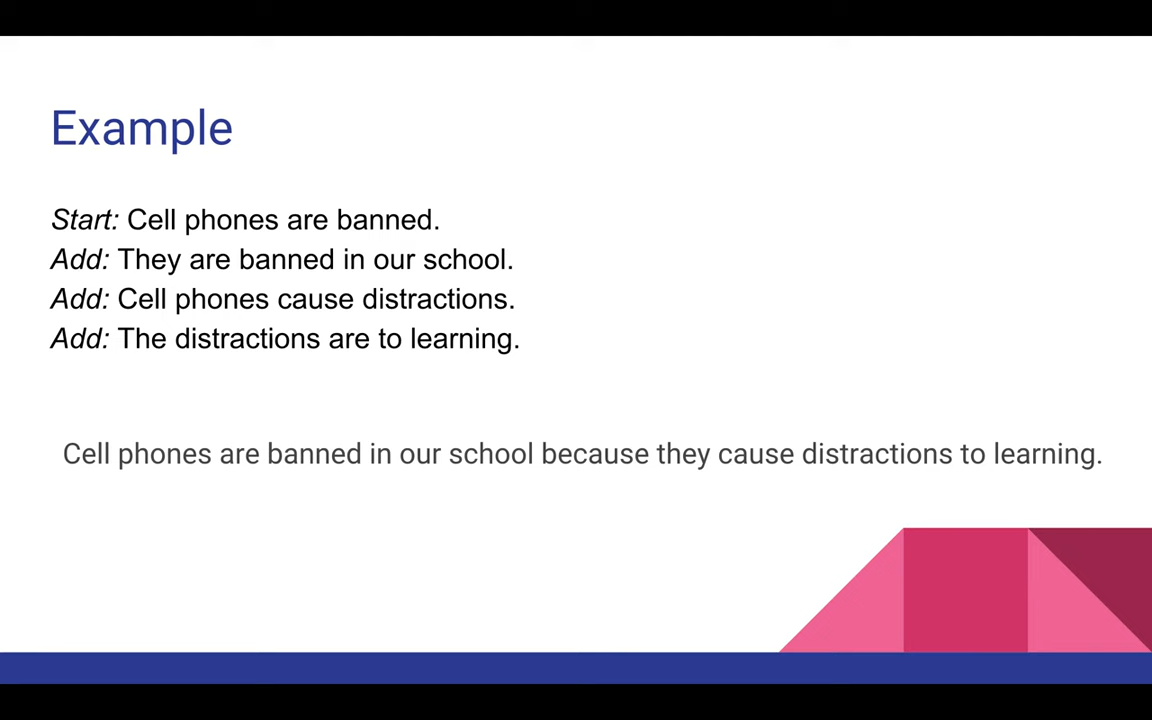 Example
Start: Cell phones are banned.
Add: They are banned in our school.
Add: Cell phones cause distractions.
Add: The distractions are to learning.
Cell phones are banned in our school because they cause distractions to learning.